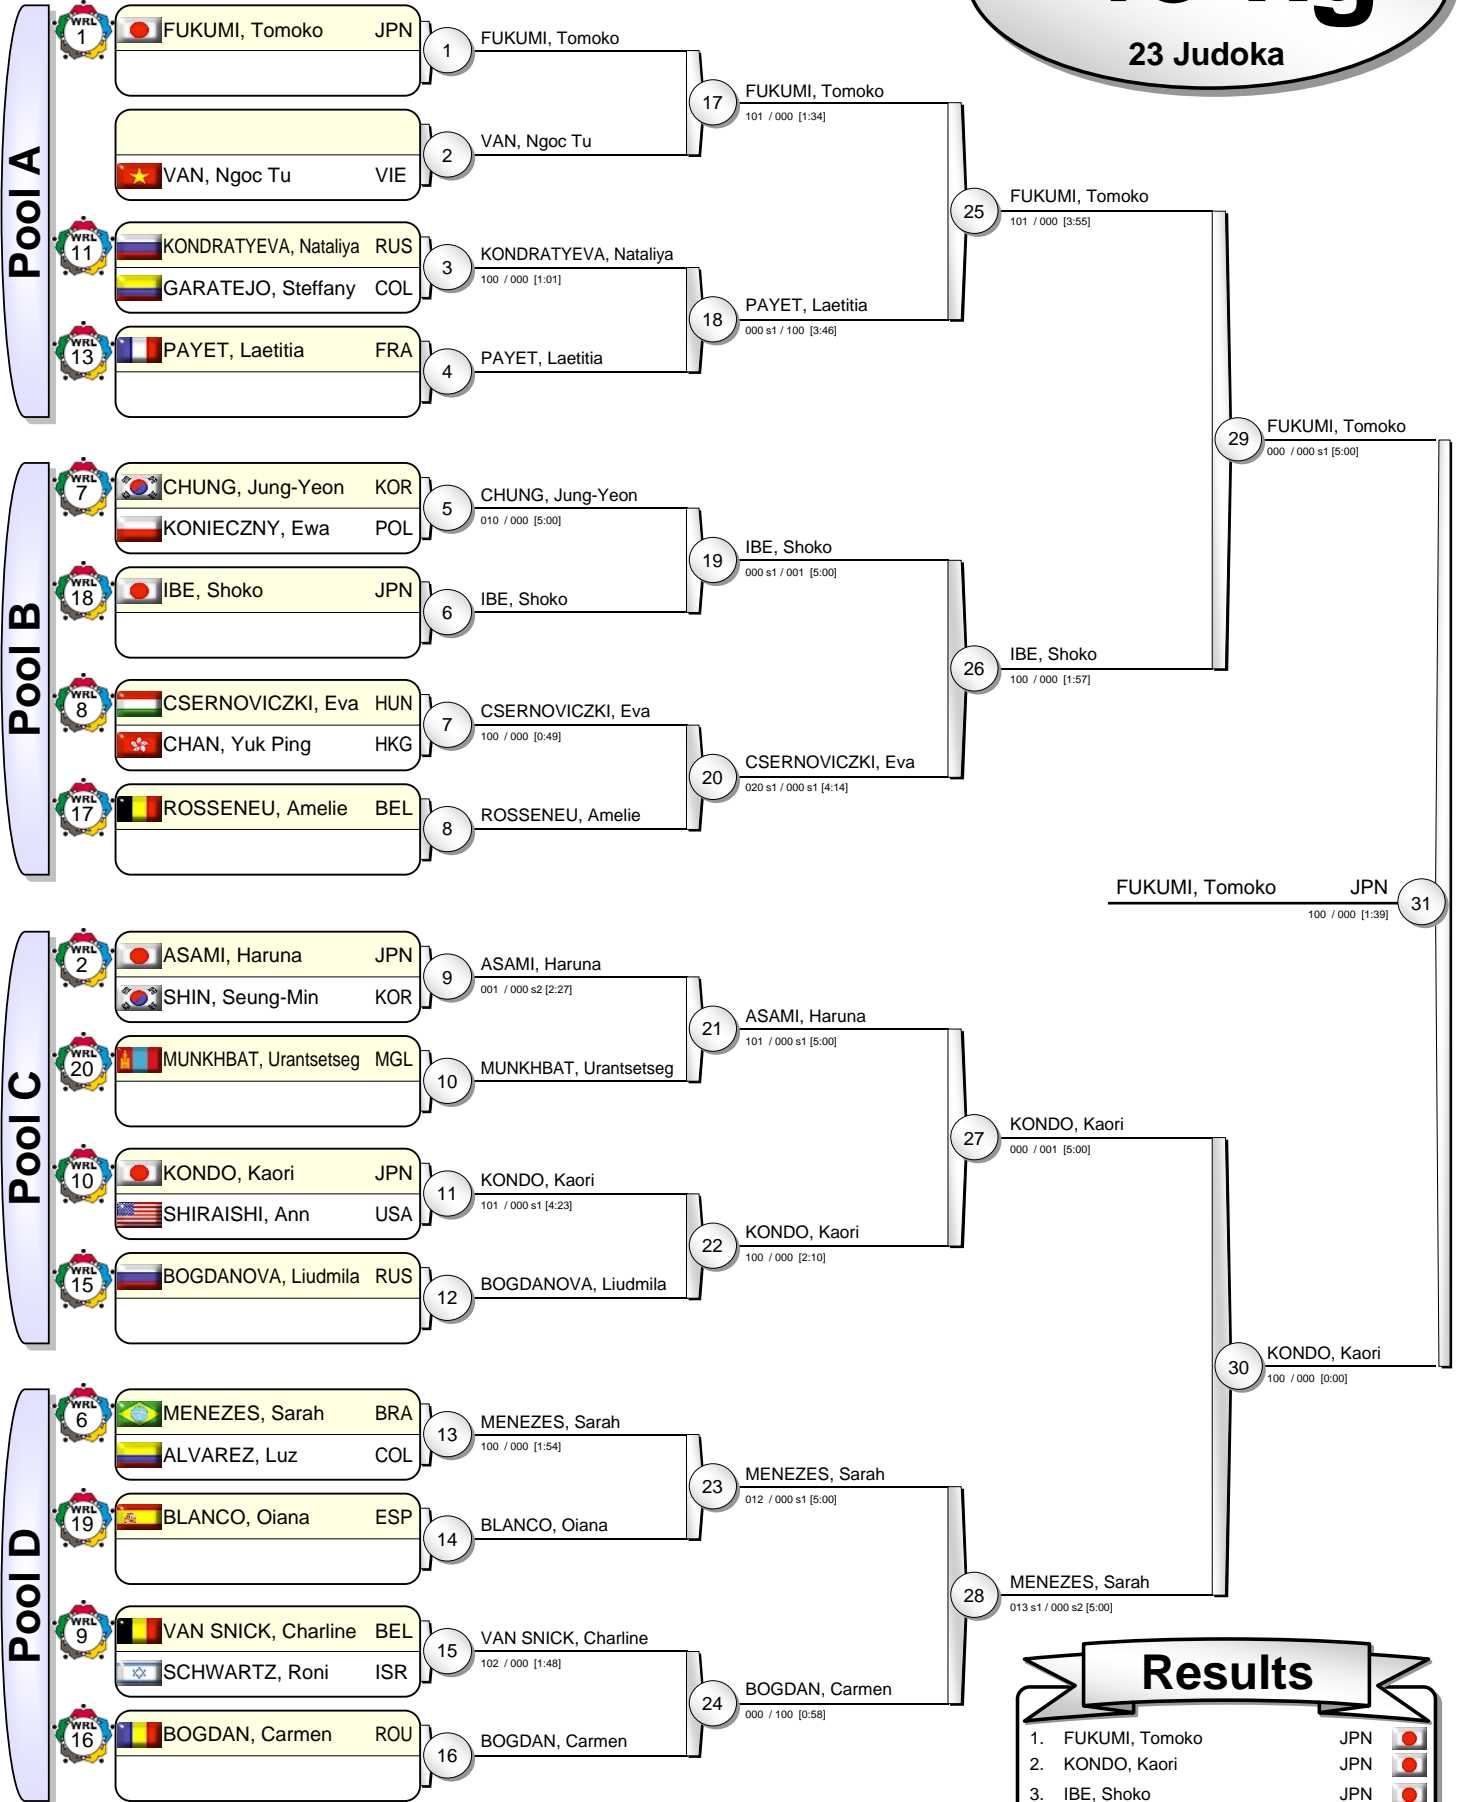 23 Judoka
Pool A
WRL 1
FUKUMI, Tomoko JPN
VAN, Ngoc Tu VIE
WRL 11
KONDRATYEVA, Nataliya RUS
GARATEJO, Steffany COL
WRL 13
PAYET, Laetitia FRA
1
FUKUMI, Tomoko
2
VAN, Ngoc Tu
3
KONDRATYEVA, Nataliya
100 / 000 [1:01]
4
PAYET, Laetitia
17
FUKUMI, Tomoko
101 / 000 [1:34]
18
PAYET, Laetitia
000 s1 / 100 [3:46]
25
FUKUMI, Tomoko
101 / 000 [3:55]
Pool B
WRL 7
CHUNG, Jung-Yeon KOR
KONIECZNY, Ewa POL
WRL 18
IBE, Shoko JPN
WRL 8
CSERNOVICZKI, Eva HUN
CHAN, Yuk Ping HKG
WRL 17
ROSSENEU, Amelie BEL
5
CHUNG, Jung-Yeon
010 / 000 [5:00]
6
IBE, Shoko
7
CSERNOVICZKI, Eva
100 / 000 [0:49]
8
ROSSENEU, Amelie
19
IBE, Shoko
000 s1 / 001 [5:00]
20
CSERNOVICZKI, Eva
020 s1 / 000 s1 [4:14]
26
IBE, Shoko
100 / 000 [1:57]
29
FUKUMI, Tomoko
000 / 000 s1 [5:00]
FUKUMI, Tomoko JPN
100 / 000 [1:39]
31
Pool C
WRL 2
ASAMI, Haruna JPN
SHIN, Seung-Min KOR
WRL 20
MUNKHBAT, Urantsetseg MGL
WRL 10
KONDO, Kaori JPN
SHIRAISHI, Ann USA
WRL 15
BOGDANOVA, Liudmila RUS
9
ASAMI, Haruna
001 / 000 s2 [2:27]
10
MUNKHBAT, Urantsetseg
11
KONDO, Kaori
101 / 000 s1 [4:23]
12
BOGDANOVA, Liudmila
21
ASAMI, Haruna
101 / 000 s1 [5:00]
22
KONDO, Kaori
100 / 000 [2:10]
27
KONDO, Kaori
000 / 001 [5:00]
Pool D
WRL 6
MENEZES, Sarah BRA
ALVAREZ, Luz COL
WRL 19
BLANCO, Oiana ESP
WRL 9
VAN SNICK, Charline BEL
SCHWARTZ, Roni ISR
WRL 16
BOGDAN, Carmen ROU
13
MENEZES, Sarah
100 / 000 [1:54]
14
BLANCO, Oiana
15
VAN SNICK, Charline
102 / 000 [1:48]
16
BOGDAN, Carmen
23
MENEZES, Sarah
012 / 000 s1 [5:00]
24
BOGDAN, Carmen
000 / 100 [0:58]
28
MENEZES, Sarah
013 s1 / 000 s2 [5:00]
30
KONDO, Kaori
100 / 000 [0:00]
Results
1. FUKUMI, Tomoko JPN
2. KONDO, Kaori JPN
3. IBE, Shoko JPN